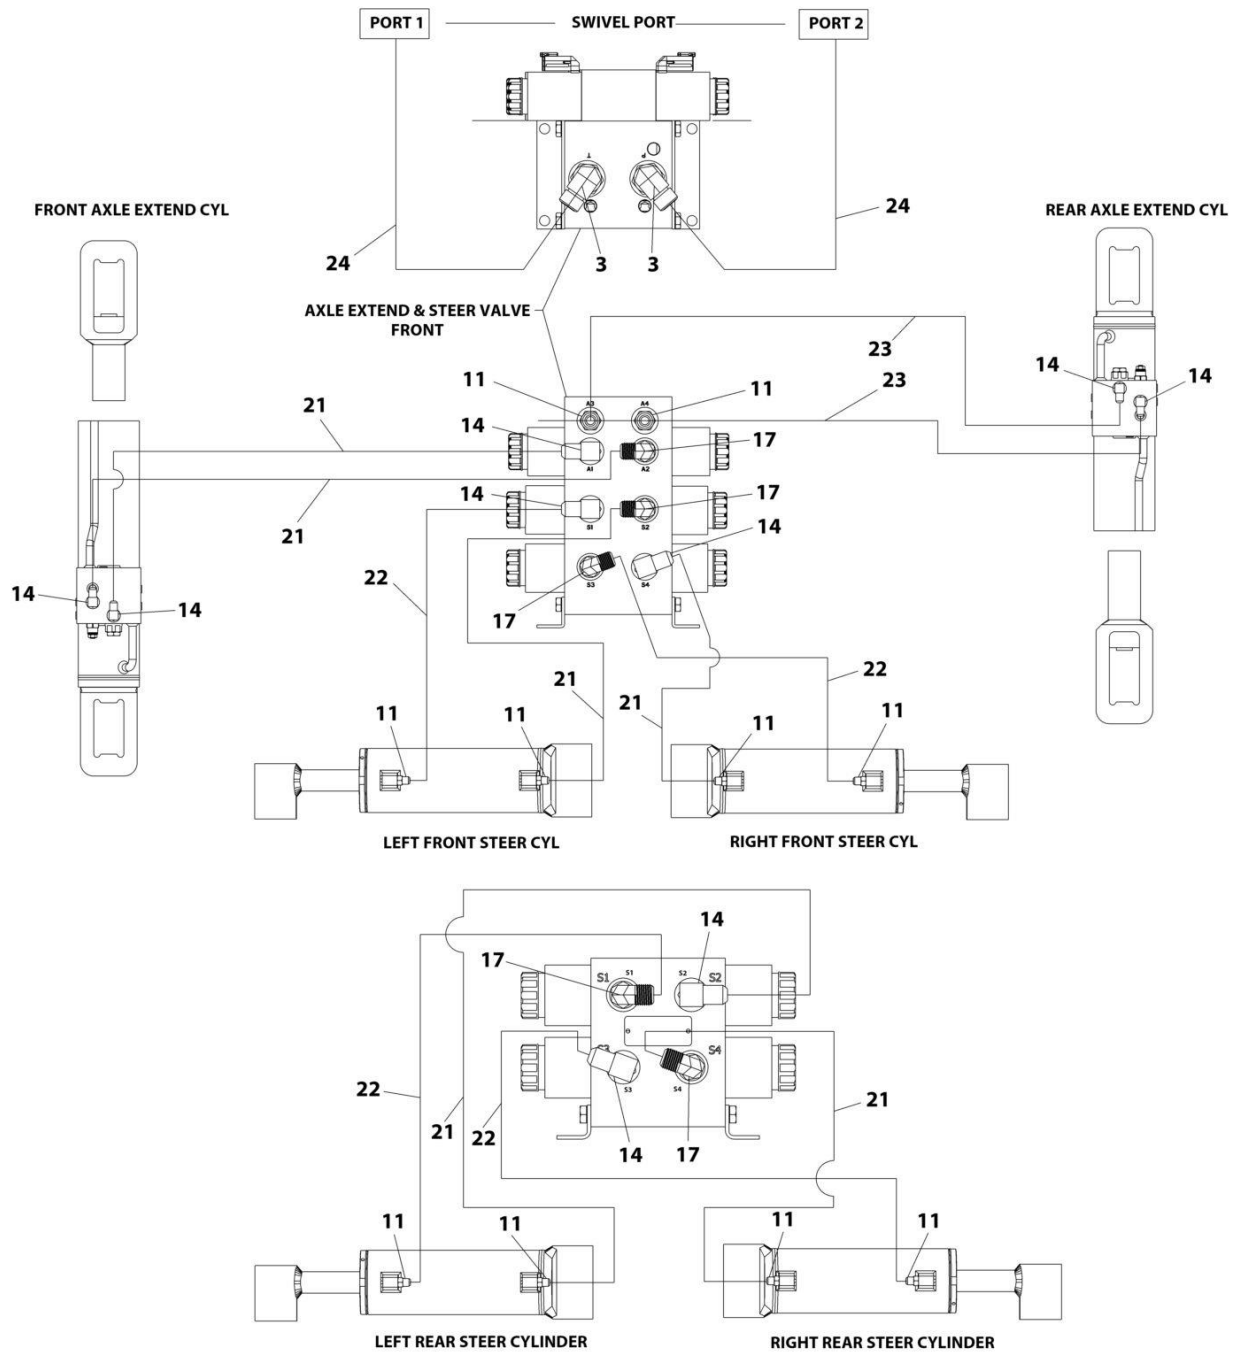 PORT 1
SWIVEL PORT
PORT 2
T
P
FRONT AXLE EXTEND CYL
REAR AXLE EXTEND CYL
24
24
3
3
AXLE EXTEND & STEER VALVE
FRONT
23
14
14
23
11
A3
A4
11
21
14
17
A1
A2
21
14
17
S1
S2
14
22
14
14
S3
S4
17
22
21
21
11
11
11
11
LEFT FRONT STEER CYL
RIGHT FRONT STEER CYL
14
17
S1
S1
S2
S2
S3
S4
S3
S4
22
21
22
21
14
17
11
11
11
11
LEFT REAR STEER CYLINDER
RIGHT REAR STEER CYLINDER